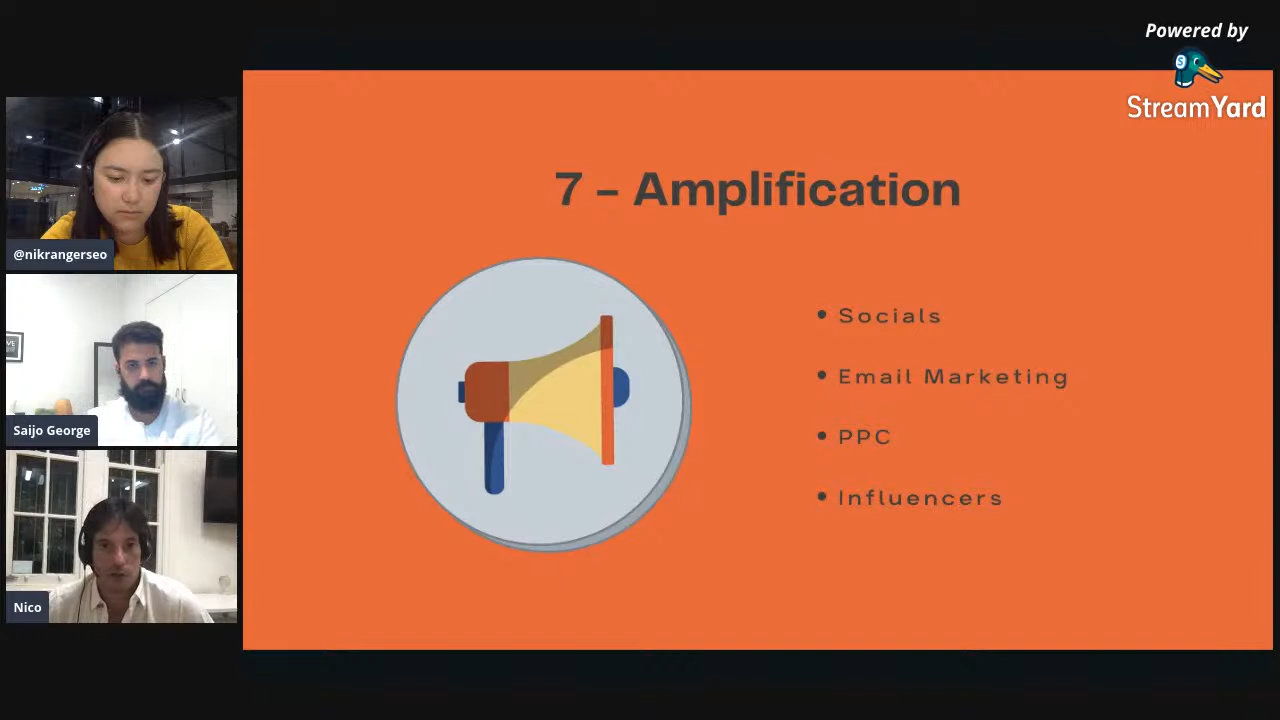 Powered by
StreamYard
@nikrangerseo
Saijo George
Nico
7 – Amplification
• Socials
• Email Marketing
• PPC
• Influencers